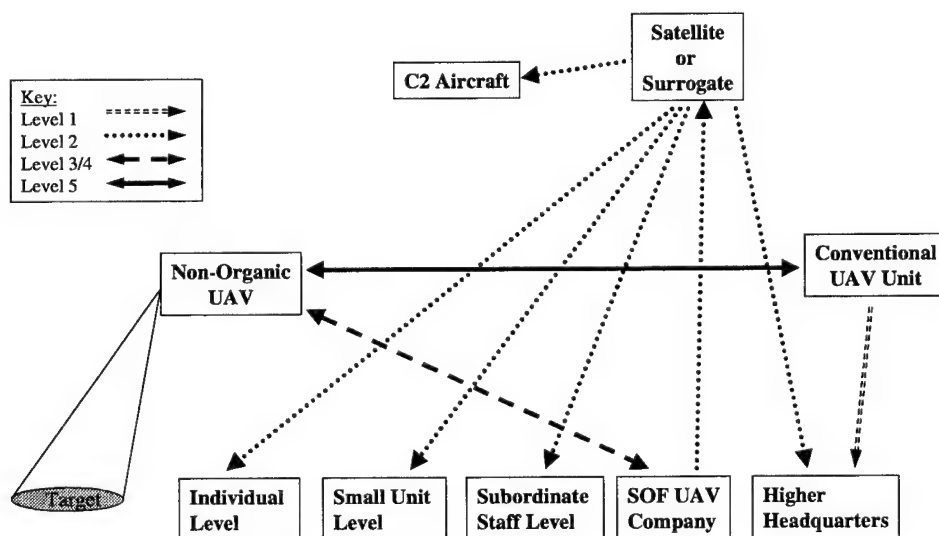 Satellite
or
Surrogate
C2 Aircraft
Key:
Level 1
Level 2
Level 3/4
Level 5
Non-Organic
UAV
Conventional
UAV Unit
Target
Individual
Level
Small Unit
Level
Subordinate
Staff Level
SOF UAV
Company
Higher
Headquarters